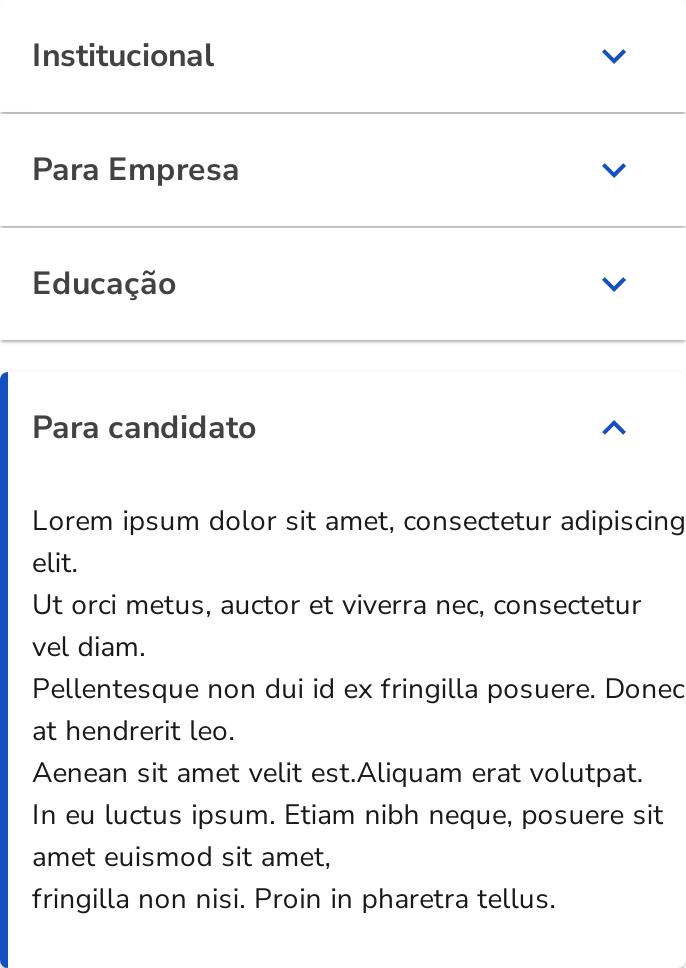 Institucional
Para Empresa
Educação
Para candidato
Lorem ipsum dolor sit amet, consectetur adipiscing
elit.
Ut orci metus, auctor et viverra nec, consectetur
vel diam.
Pellentesque non dui id ex fringilla posuere. Donec
at hendrerit leo.
Aenean sit amet velit est.Aliquam erat volutpat.
In eu luctus ipsum. Etiam nibh neque, posuere sit
amet euismod sit amet,
fringilla non nisi. Proin in pharetra tellus.